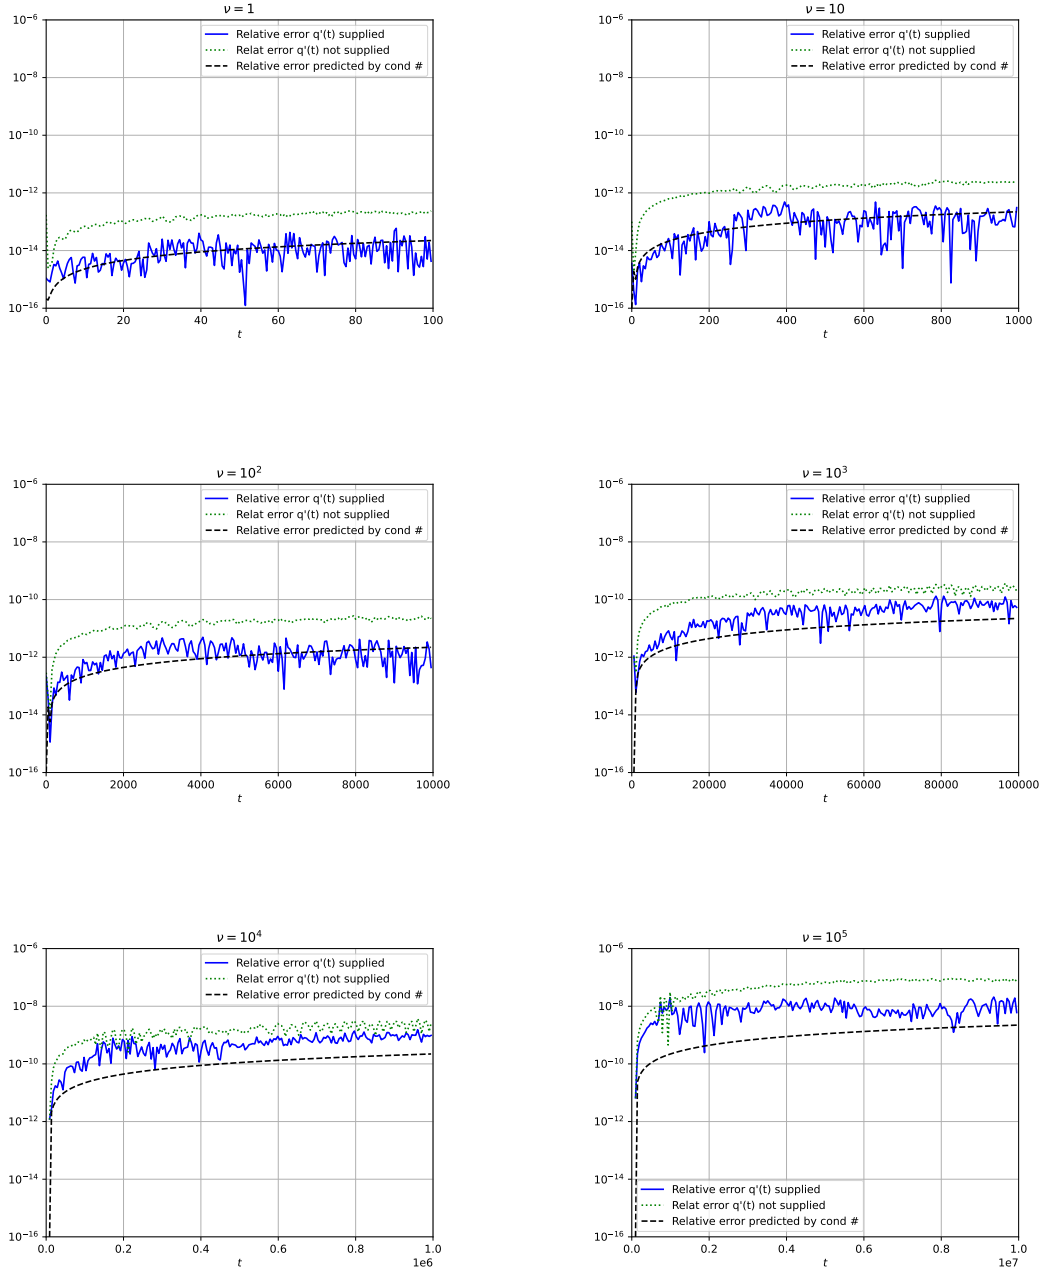 ν = 1
Relative error q'(t) supplied
Relat error q'(t) not supplied
Relative error predicted by cond #
10^−6
10^−8
10^−10
10^−12
10^−14
10^−16
0 20 40 60 80 100
t
ν = 10
Relative error q'(t) supplied
Relat error q'(t) not supplied
Relative error predicted by cond #
10^−6
10^−8
10^−10
10^−12
10^−14
10^−16
0 200 400 600 800 1000
t
ν = 10^2
Relative error q'(t) supplied
Relat error q'(t) not supplied
Relative error predicted by cond #
10^−6
10^−8
10^−10
10^−12
10^−14
10^−16
0 2000 4000 6000 8000 10000
t
ν = 10^3
Relative error q'(t) supplied
Relat error q'(t) not supplied
Relative error predicted by cond #
10^−6
10^−8
10^−10
10^−12
10^−14
10^−16
0 20000 40000 60000 80000 100000
t
ν = 10^4
Relative error q'(t) supplied
Relat error q'(t) not supplied
Relative error predicted by cond #
10^−6
10^−8
10^−10
10^−12
10^−14
10^−16
0.0 0.2 0.4 0.6 0.8 1.0
t
1e6
ν = 10^5
10^−6
10^−8
10^−10
10^−12
10^−14
10^−16
Relative error q'(t) supplied
Relat error q'(t) not supplied
Relative error predicted by cond #
0.0 0.2 0.4 0.6 0.8 1.0
t
1e7